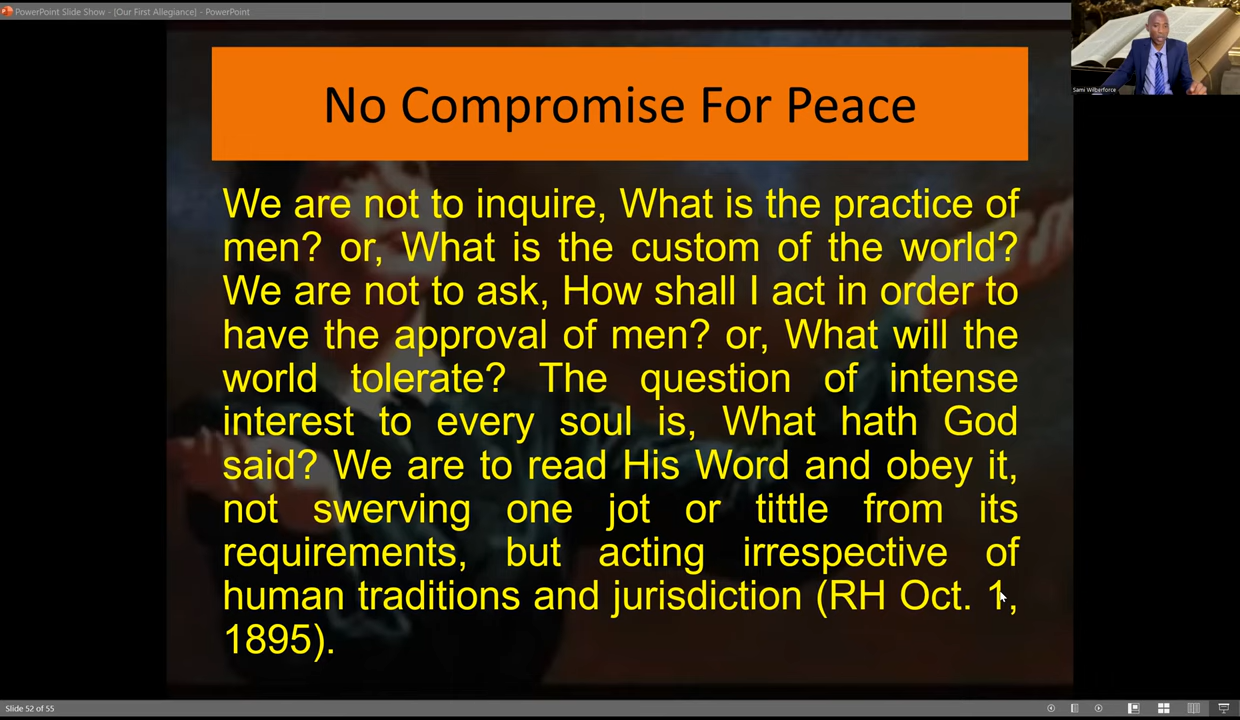 PowerPoint Slide Show - [Our First Allegiance] - PowerPoint
Sami Wilberforce
No Compromise For Peace
We are not to inquire, What is the practice of
men? or, What is the custom of the world?
We are not to ask, How shall I act in order to
have the approval of men? or, What will the
world tolerate? The question of intense
interest to every soul is, What hath God
said? We are to read His Word and obey it,
not swerving one jot or tittle from its
requirements, but acting irrespective of
human traditions and jurisdiction (RH Oct. 1,
1895).
Slide 52 of 55